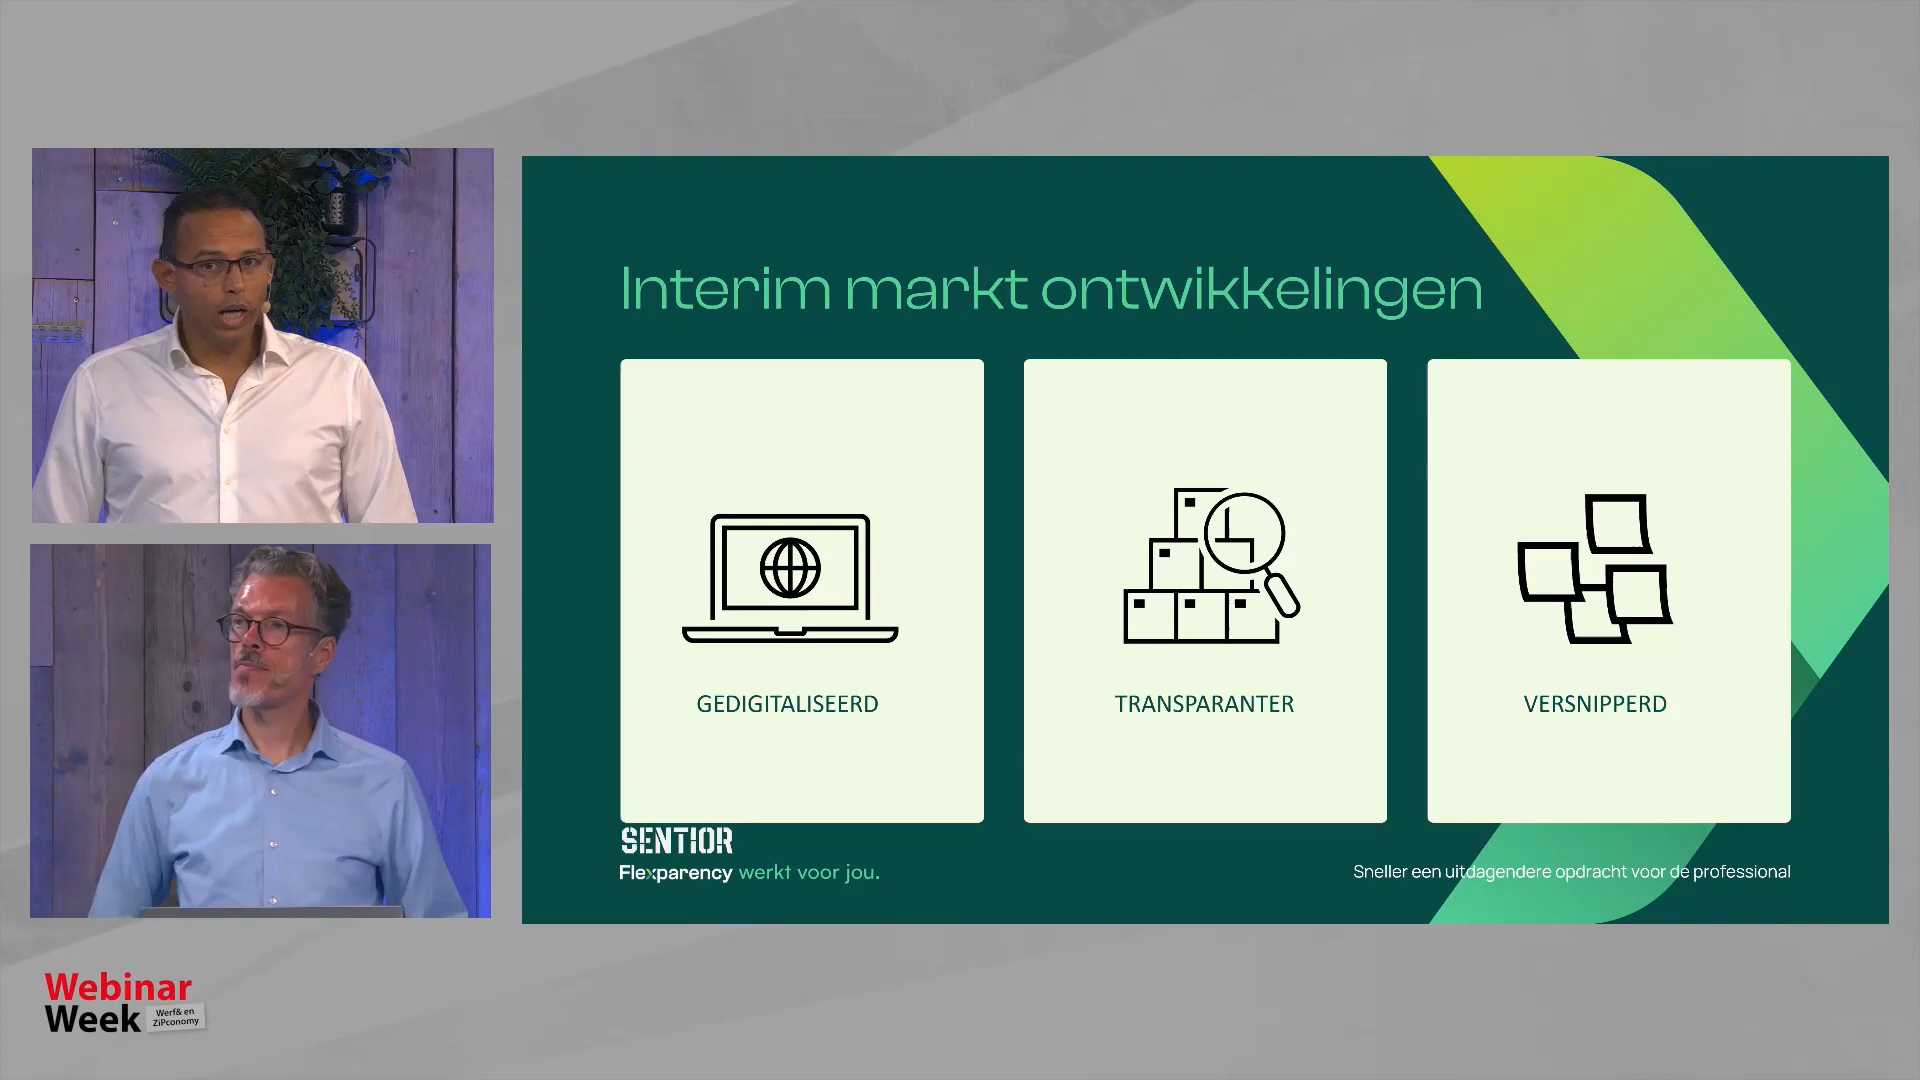 Interim markt ontwikkelingen
GEDIGITALISEERD
TRANSPARANTER
VERSNIPPERD
SENTIOR
Flexparency werkt voor jou.
Sneller een uitdagendere opdracht voor de professional
Webinar
Week
Werf& en
ZiPconomy